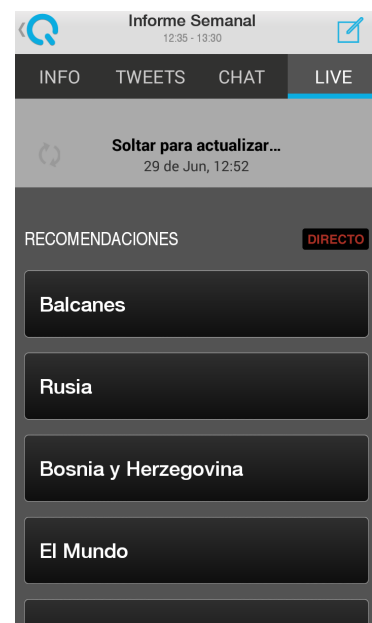 Informe Semanal
12:35 - 13:30
INFO TWEETS CHAT LIVE
Soltar para actualizar...
29 de Jun, 12:52
RECOMENDACIONES DIRECTO
Balcanes
Rusia
Bosnia y Herzegovina
El Mundo